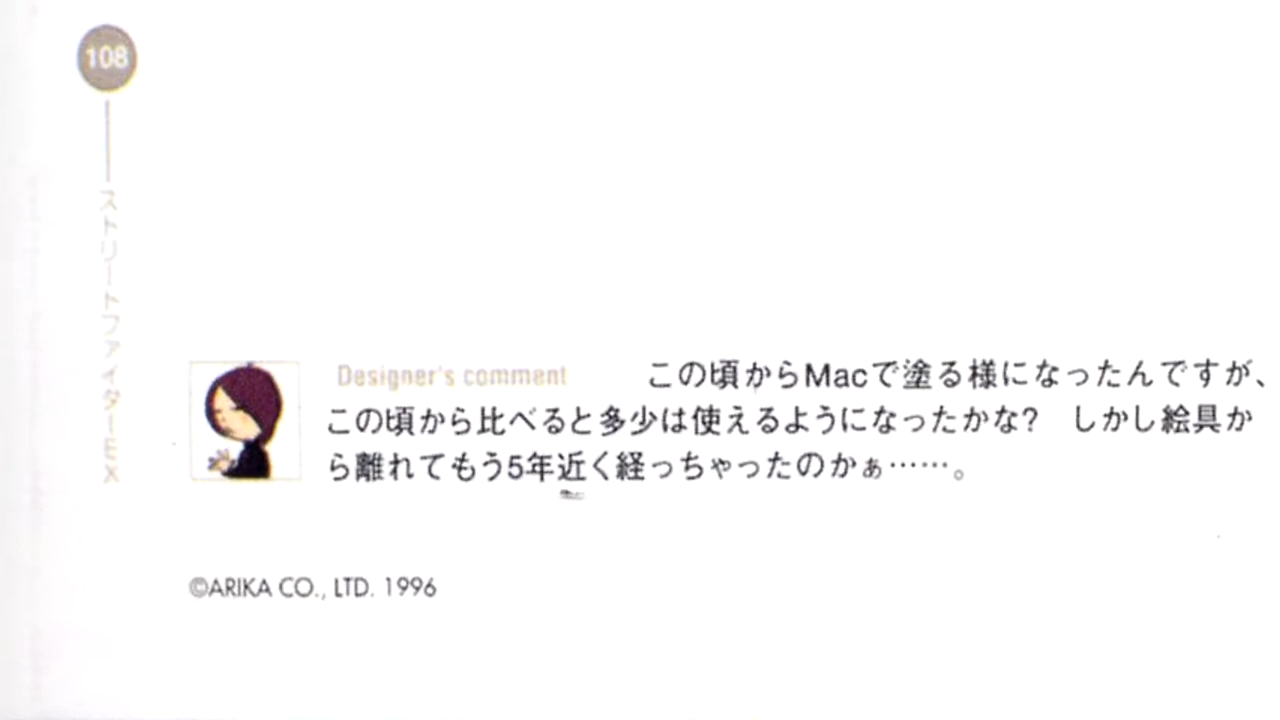 108
ストリートファイターEX
Designer's comment　この頃からMacで塗る様になったんですが、
この頃から比べると多少は使えるようになったかな?　しかし絵具か
ら離れてもう5年近く経っちゃったのかぁ……。
©ARIKA CO., LTD. 1996